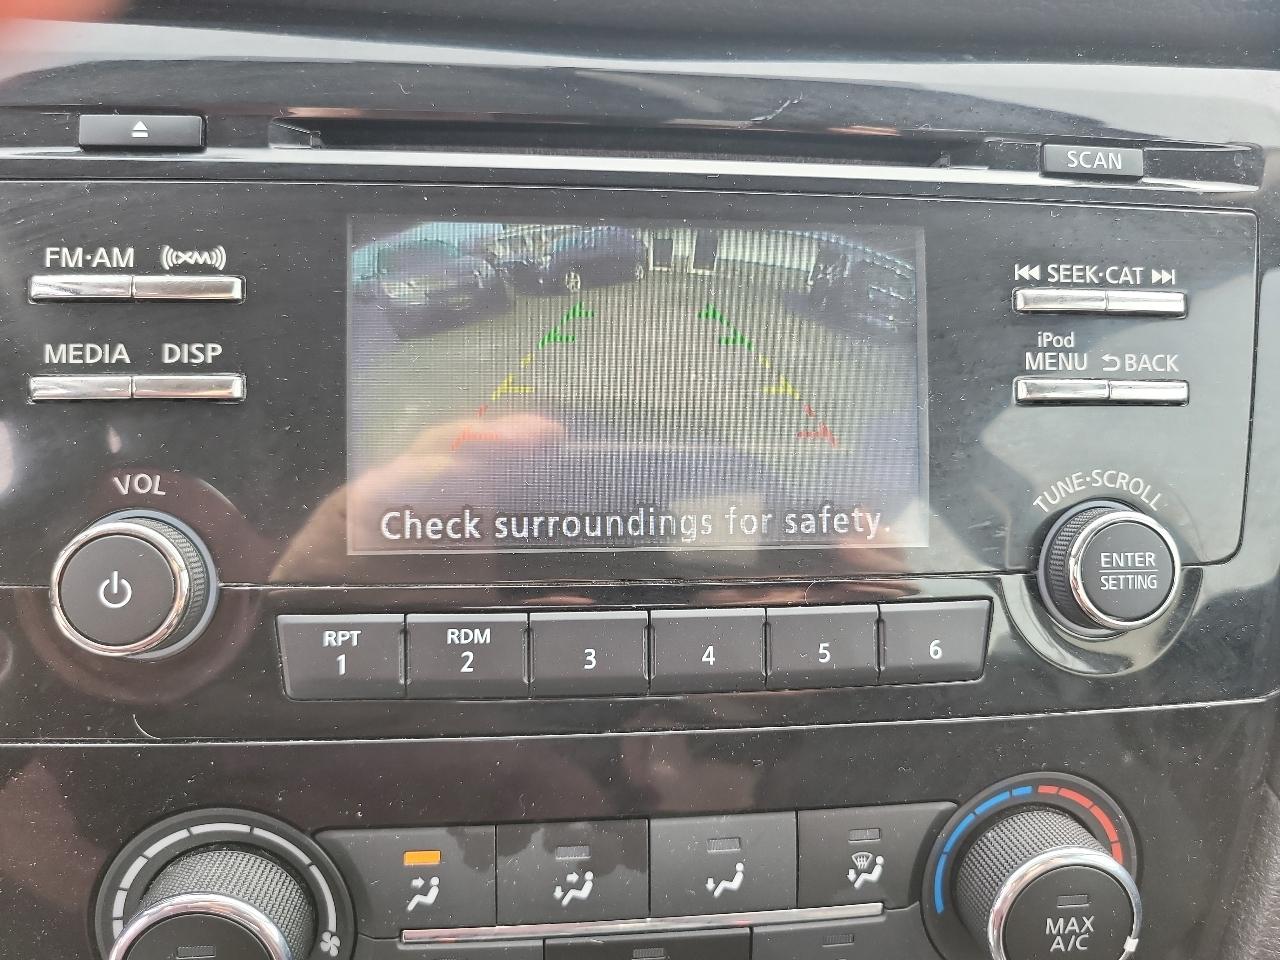 SCAN
FM·AM XM
SEEK·CAT
MEDIA DISP
iPod
MENU BACK
VOL
TUNE·SCROLL
Check surroundings for safety.
ENTER
SETTING
RPT
1
RDM
2
3
4
5
6
MAX
A/C